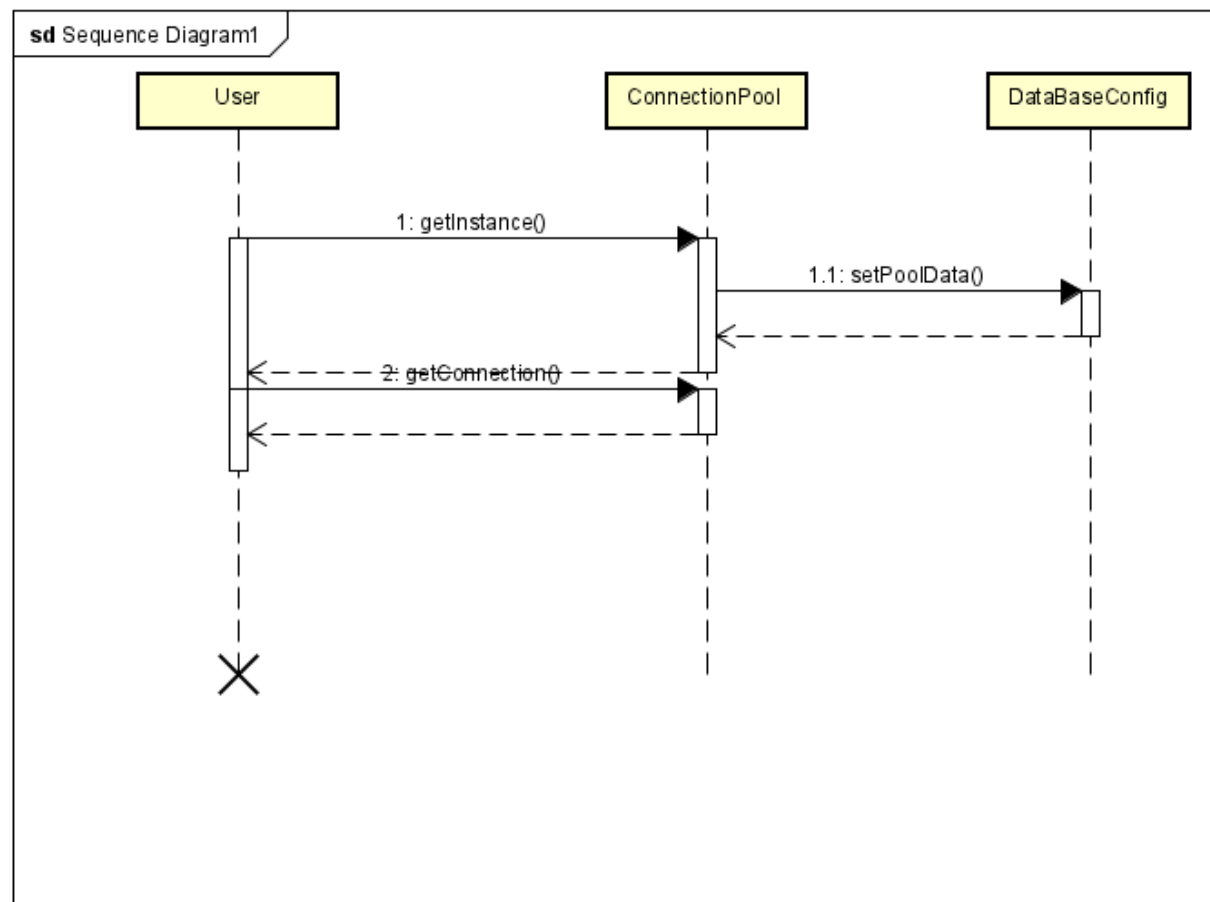 sd Sequence Diagram1
User
ConnectionPool
DataBaseConfig
1: getInstance()
1.1: setPoolData()
2: getConnection()